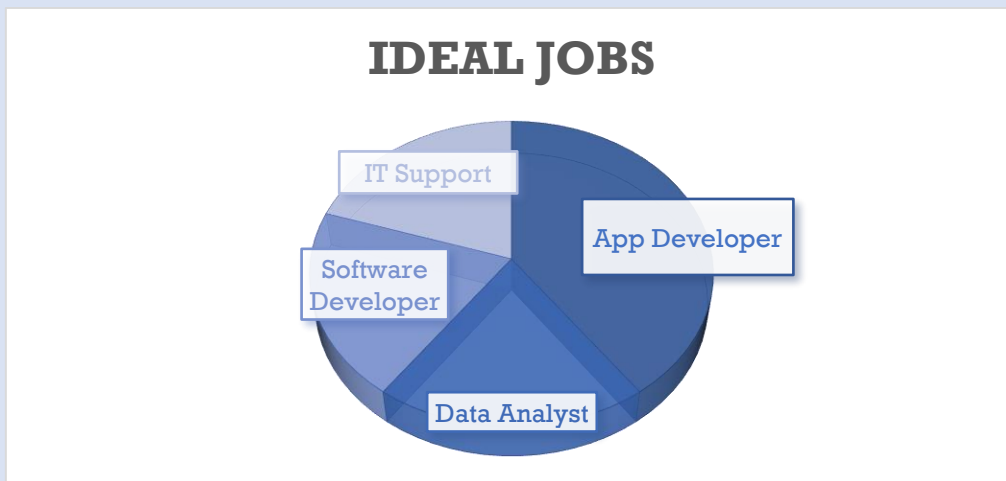 IDEAL JOBS
IT Support
App Developer
Software
Developer
Data Analyst